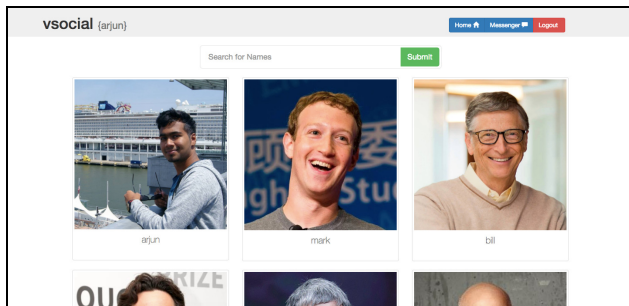 vsocial {arjun}
Home Messenger Logout
Search for Names Submit
arjun mark bill